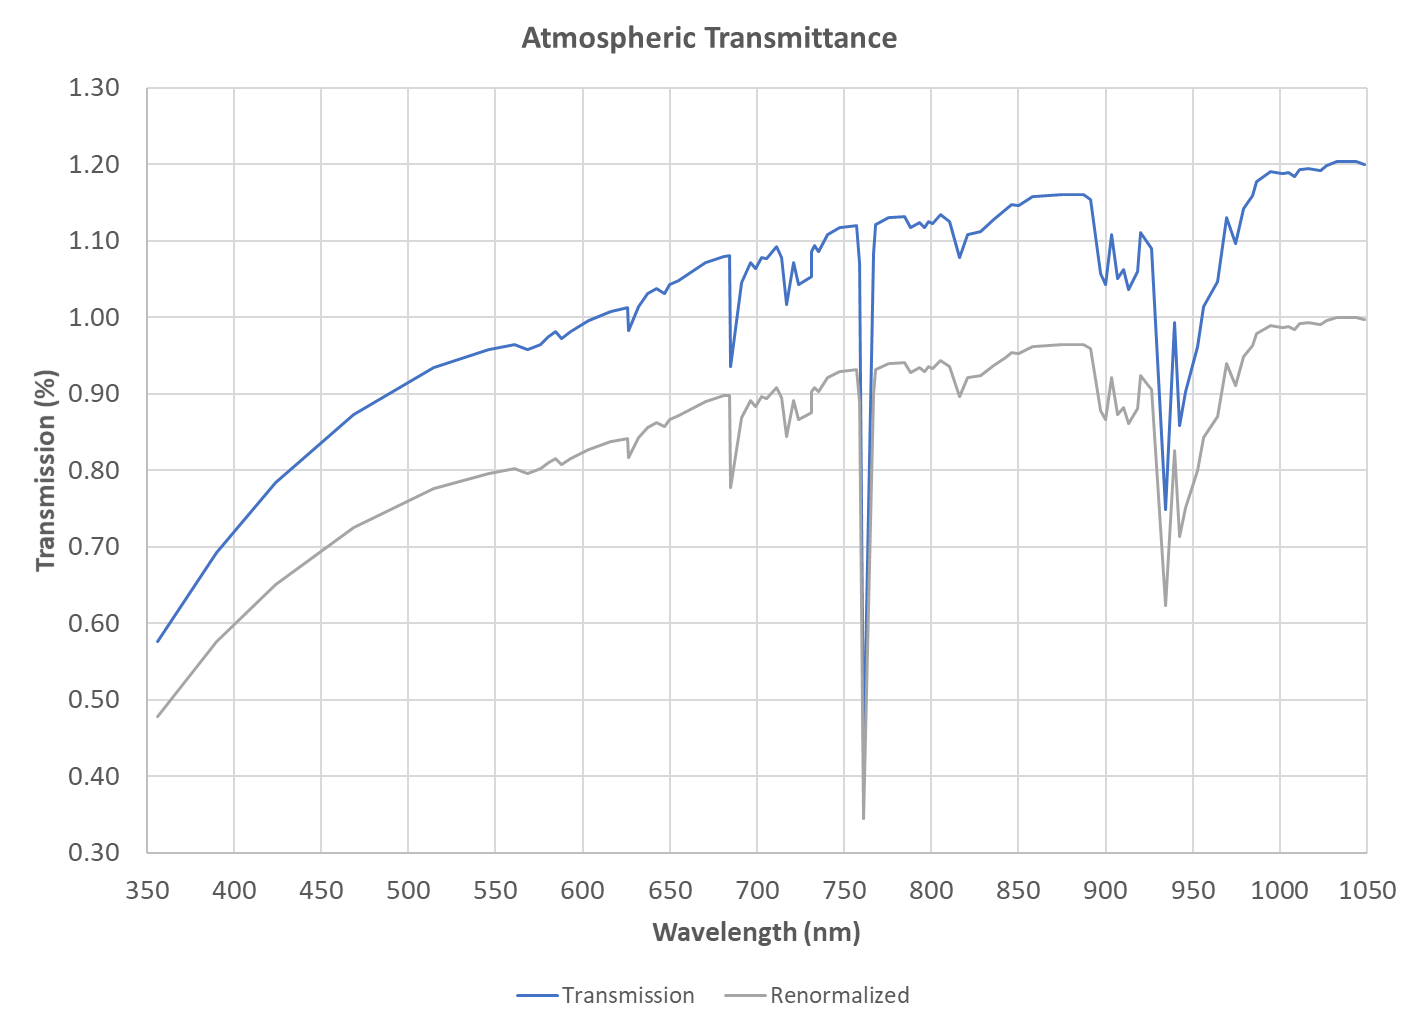 Atmospheric Transmittance
1.30
1.20
1.10
1.00
0.90
0.80
0.70
0.60
0.50
0.40
0.30
Transmission (%)
350 400 450 500 550 600 650 700 750 800 850 900 950 1000 1050
Wavelength (nm)
Transmission Renormalized